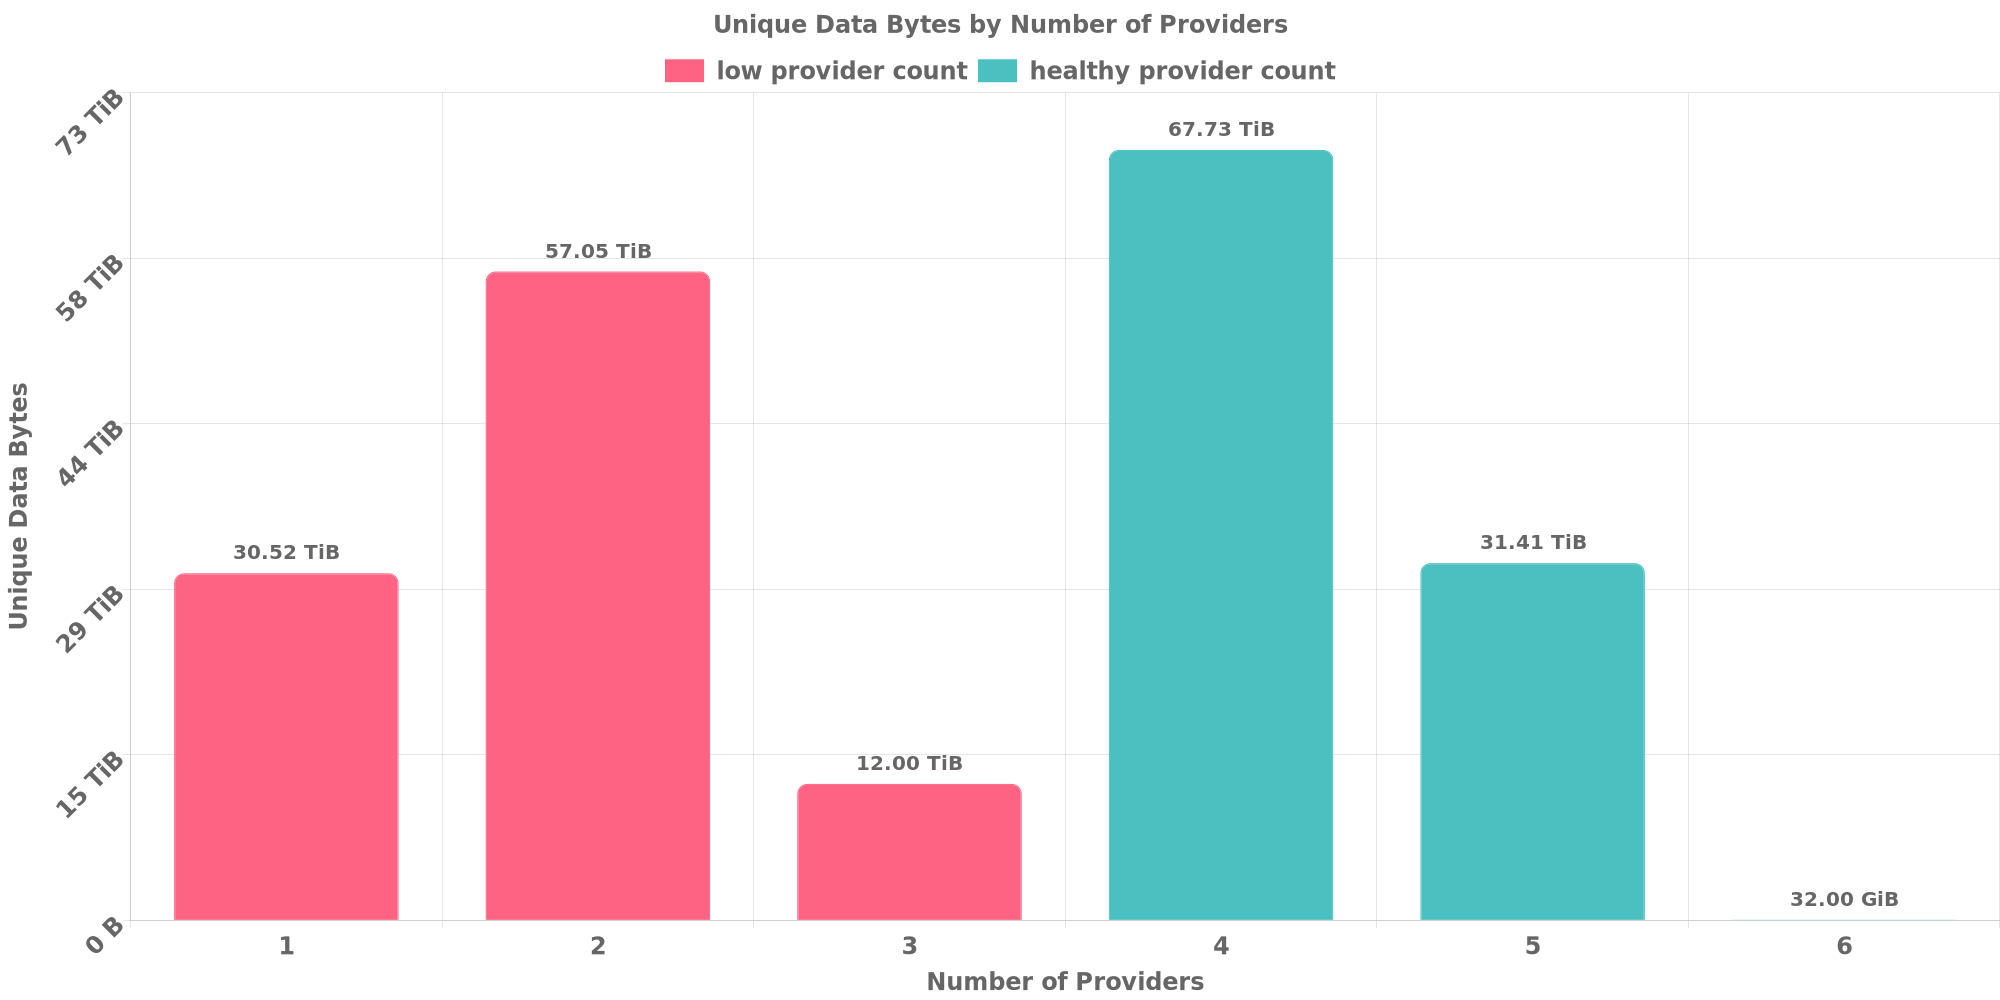 Unique Data Bytes by Number of Providers
low provider count
healthy provider count
73 TiB
58 TiB
44 TiB
29 TiB
15 TiB
0 B
Unique Data Bytes
30.52 TiB
57.05 TiB
12.00 TiB
67.73 TiB
31.41 TiB
32.00 GiB
1
2
3
4
5
6
Number of Providers